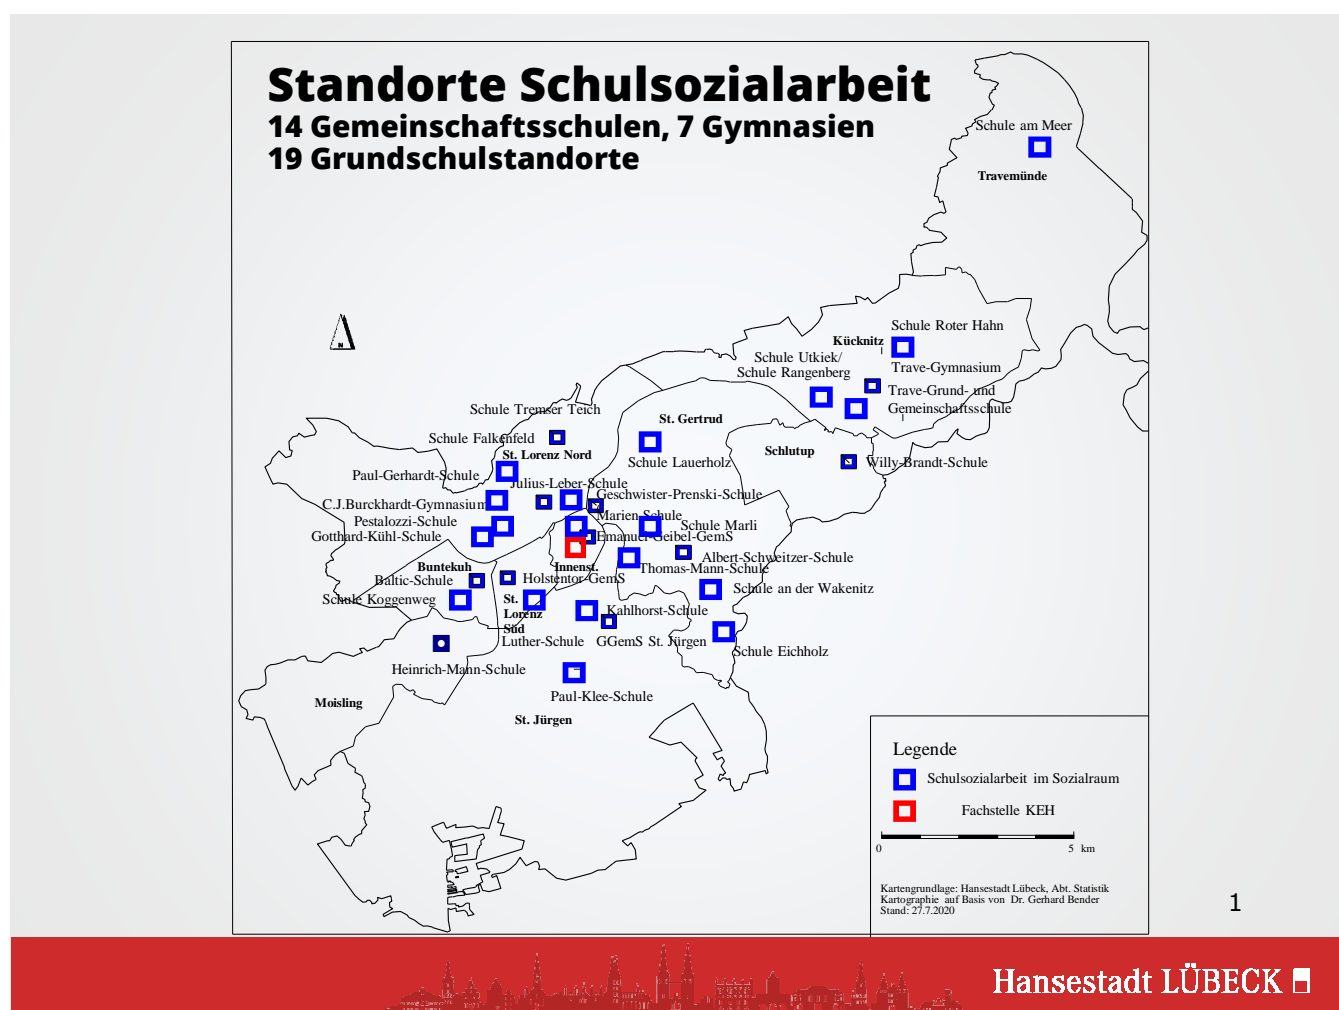 Standorte Schulsozialarbeit
14 Gemeinschaftsschulen, 7 Gymnasien
19 Grundschulstandorte
Schule am Meer
Travemünde
N
Schule Roter Hahn
Kücknitz
Schule Utkiek/
Schule Rangenberg
Trave-Gymnasium
Trave-Grund- und
Gemeinschaftsschule
Schule Tremser Teich
St. Gertrud
Schule Falkenfeld
St. Lorenz Nord
Schlutup
Schule Lauerholz
Willy-Brandt-Schule
Paul-Gerhardt-Schule
Julius-Leber-Schule
Geschwister-Prenski-Schule
C.J.Burckhardt-Gymnasium
Marien-Schule
Pestalozzi-Schule
Schule Marli
Gotthard-Kühl-Schule
Emanuel-Geibel-GemS
Albert-Schweitzer-Schule
Buntekuh
Innenst.
Thomas-Mann-Schule
Baltic-Schule
Holstentor-GemS
Schule an der Wakenitz
Schule Koggenweg
St.
Lorenz
Süd
Kahlhorst-Schule
Luther-Schule
GGemS St. Jürgen
Schule Eichholz
Heinrich-Mann-Schule
Paul-Klee-Schule
Moisling
St. Jürgen
Legende
Schulsozialarbeit im Sozialraum
Fachstelle KEH
0 5 km
Kartengrundlage: Hansestadt Lübeck, Abt. Statistik
Kartographie auf Basis von Dr. Gerhard Bender
Stand: 27.7.2020
1
Hansestadt LÜBECK